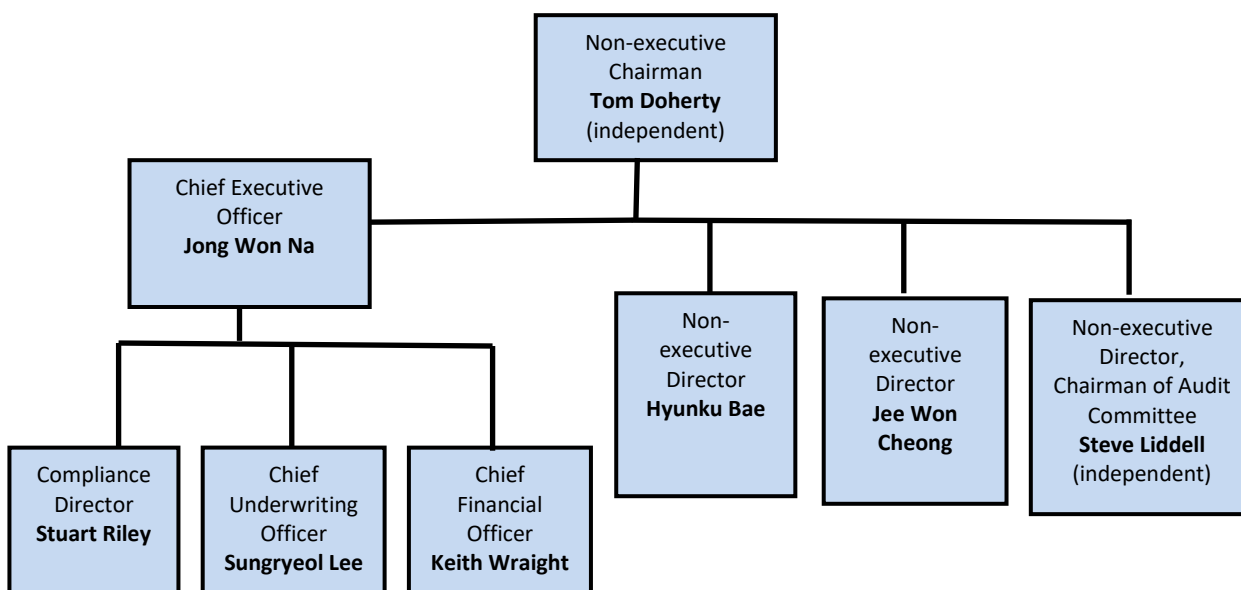 Non-executive
Chairman
Tom Doherty
(independent)
Chief Executive
Officer
Jong Won Na
Non-
executive
Director
Hyunku Bae
Non-
executive
Director
Jee Won
Cheong
Non-executive
Director,
Chairman of Audit
Committee
Steve Liddell
(independent)
Compliance
Director
Stuart Riley
Chief
Underwriting
Officer
Sungryeol Lee
Chief
Financial
Officer
Keith Wraight